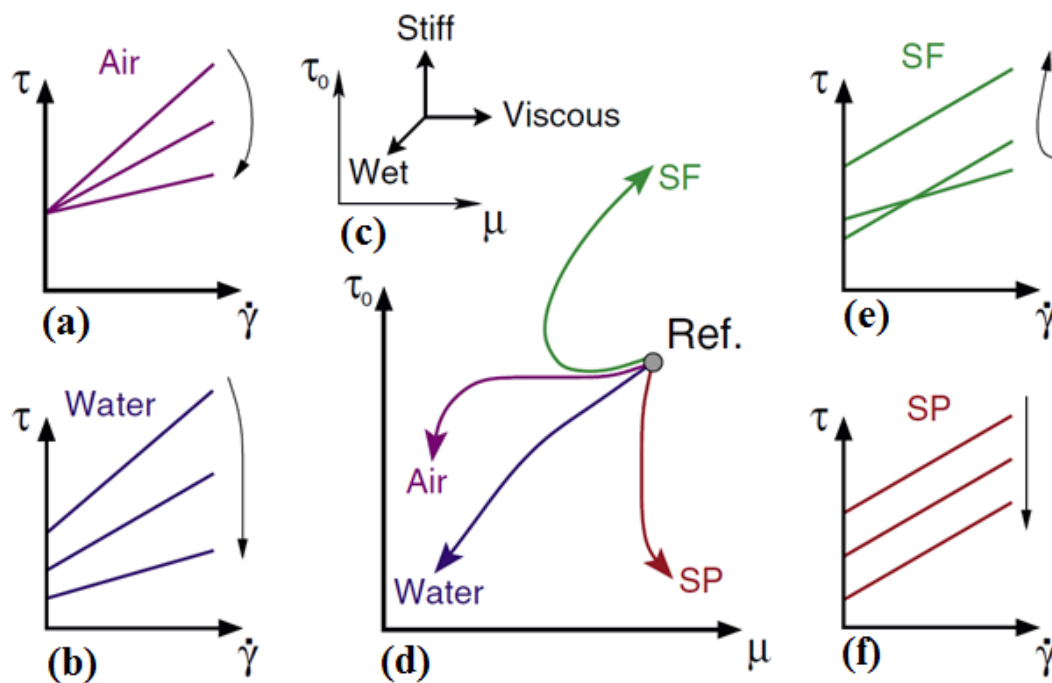 Air
τ
γ̇
(a)
Water
τ
γ̇
(b)
τ₀
Stiff
Viscous
Wet
μ
(c)
τ₀
SF
Ref.
Air
Water
SP
μ
(d)
SF
τ
γ̇
(e)
SP
τ
γ̇
(f)